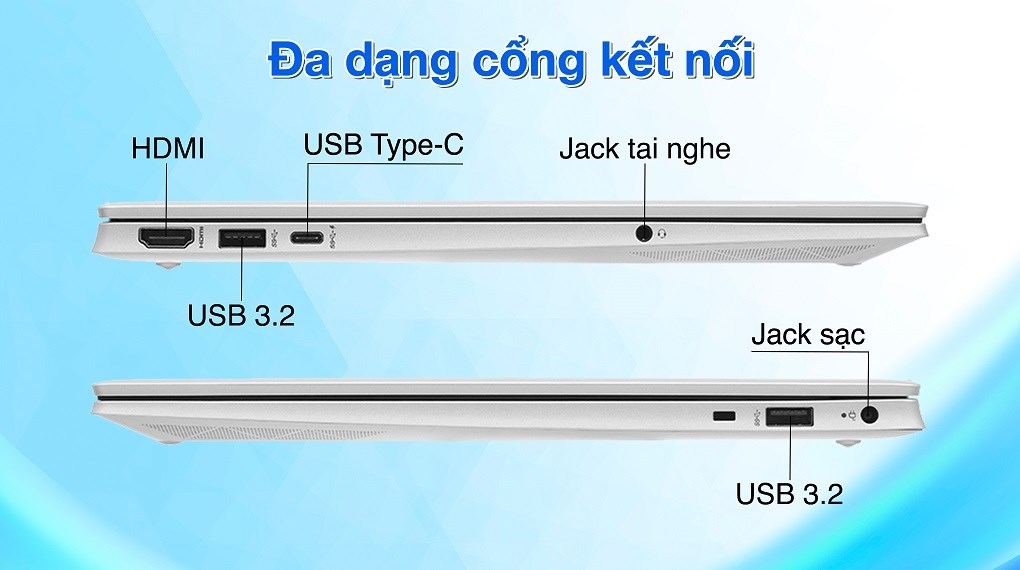 Đa dạng cổng kết nối
HDMI
USB Type-C
Jack tai nghe
HDMI
USB 3.2
Jack sạc
USB 3.2